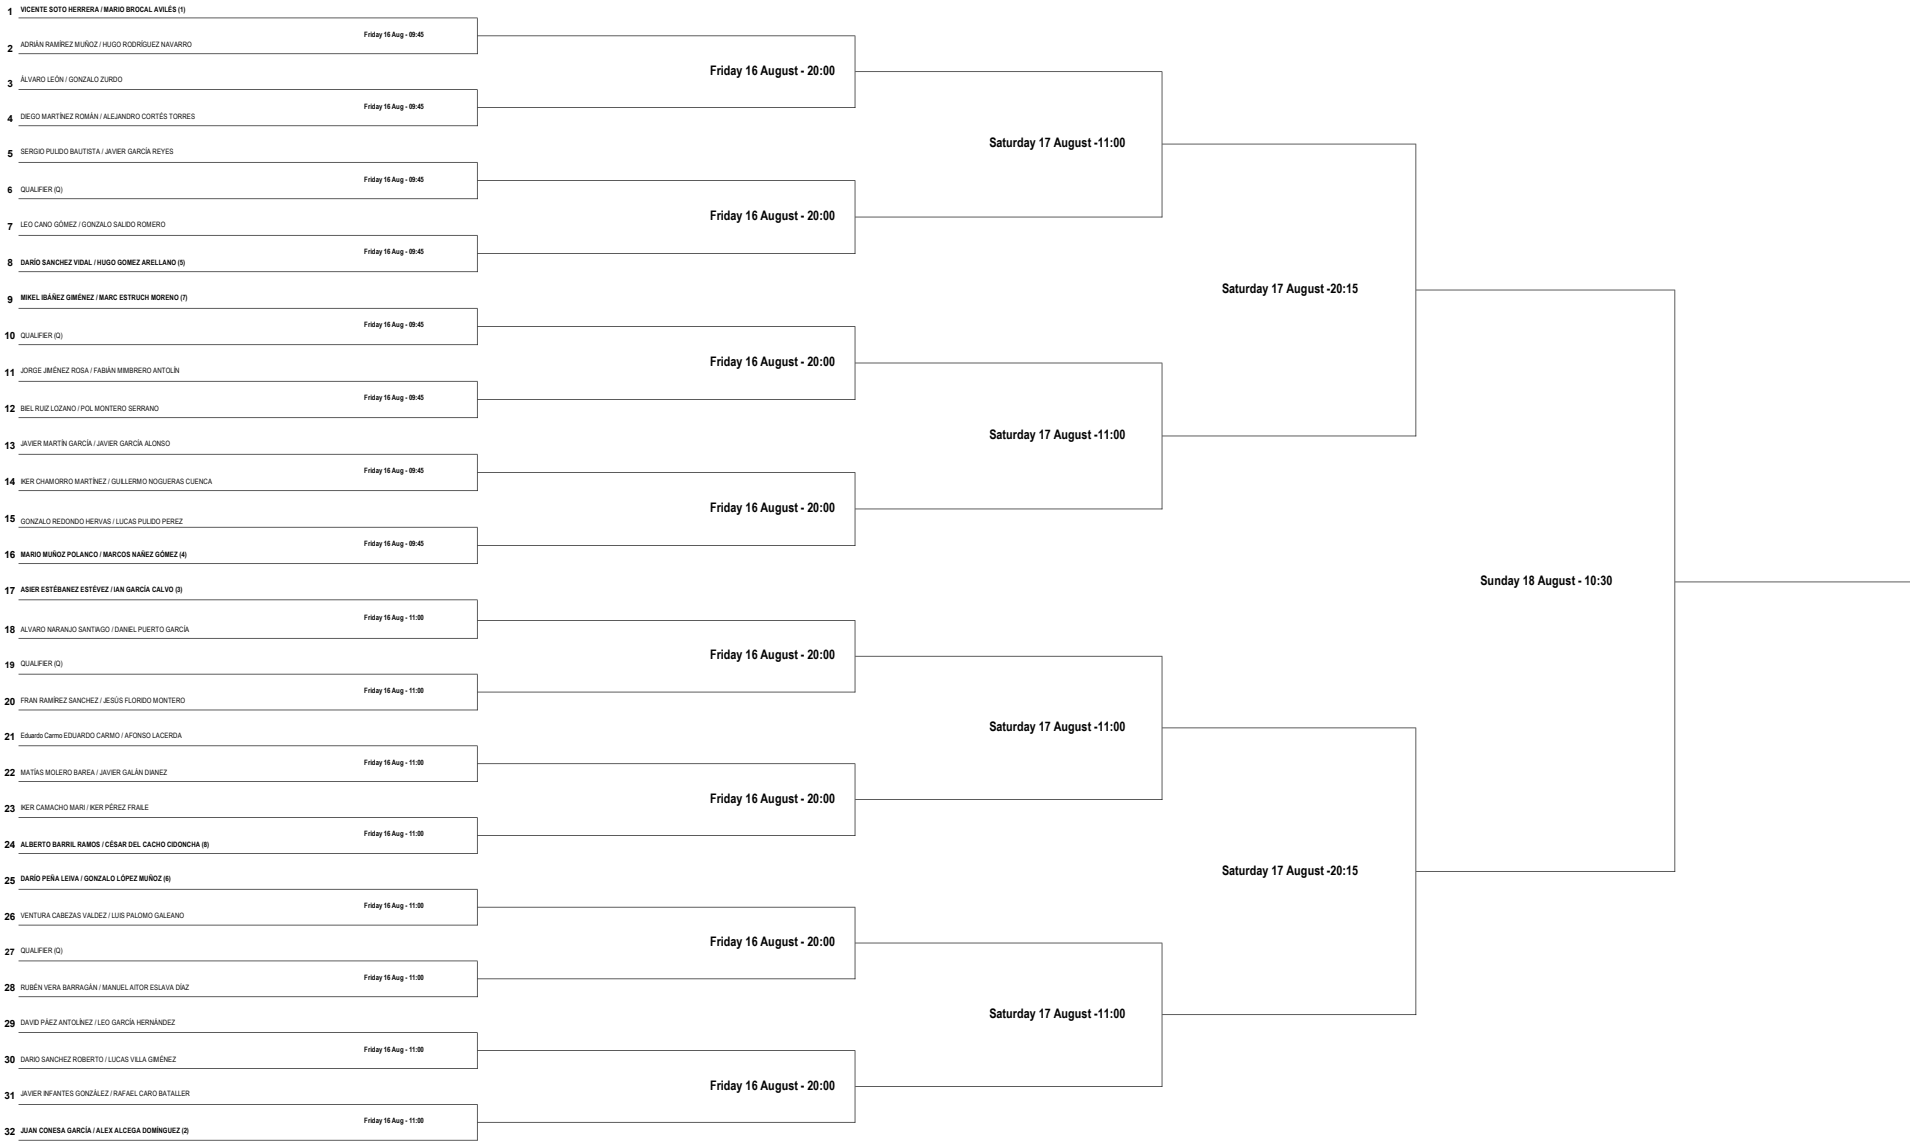 1 VICENTE SOTO HERRERA / MARIO BROCAL AVILÉS (1)
Friday 16 Aug - 09:45
2 ADRIÁN RAMÍREZ MUÑOZ / HUGO RODRÍGUEZ NAVARRO
Friday 16 August - 20:00
3 ÁLVARO LEÓN / GONZALO ZURDO
Friday 16 Aug - 09:45
4 DIEGO MARTÍNEZ ROMÁN / ALEJANDRO CORTÉS TORRES
Saturday 17 August -11:00
5 SERGIO PULIDO BAUTISTA / JAVIER GARCÍA REYES
Friday 16 Aug - 09:45
6 QUALIFIER (Q)
Friday 16 August - 20:00
7 LEO CANO GÓMEZ / GONZALO SALIDO ROMERO
Friday 16 Aug - 09:45
8 DARÍO SANCHEZ VIDAL / HUGO GOMEZ ARELLANO (5)
Saturday 17 August -20:15
9 MIKEL IBÁÑEZ GIMÉNEZ / MARC ESTRUCH MORENO (7)
Friday 16 Aug - 09:45
10 QUALIFIER (Q)
Friday 16 August - 20:00
11 JORGE JIMÉNEZ ROSA / FABIÁN MIMBRERO ANTOLÍN
Friday 16 Aug - 09:45
12 BIEL RUIZ LOZANO / POL MONTERO SERRANO
Saturday 17 August -11:00
13 JAVIER MARTÍN GARCÍA / JAVIER GARCÍA ALONSO
Friday 16 Aug - 09:45
14 IKER CHAMORRO MARTÍNEZ / GUILLERMO NOGUERAS CUENCA
Friday 16 August - 20:00
15 GONZALO REDONDO HERVAS / LUCAS PULIDO PEREZ
Friday 16 Aug - 09:45
16 MARIO MUÑOZ POLANCO / MARCOS NAÑEZ GÓMEZ (4)
Sunday 18 August - 10:30
17 ASIER ESTÉBANEZ ESTÉVEZ / IAN GARCÍA CALVO (3)
Friday 16 Aug - 11:00
18 ALVARO NARANJO SANTIAGO / DANIEL PUERTO GARCÍA
Friday 16 August - 20:00
19 QUALIFIER (Q)
Friday 16 Aug - 11:00
20 FRAN RAMÍREZ SANCHEZ / JESÚS FLORIDO MONTERO
Saturday 17 August -11:00
21 Eduardo Carmo EDUARDO CARMO / AFONSO LACERDA
Friday 16 Aug - 11:00
22 MATÍAS MOLERO BAREA / JAVIER GALÁN DIANEZ
Friday 16 August - 20:00
23 IKER CAMACHO MARI / IKER PÉREZ FRAILE
Friday 16 Aug - 11:00
24 ALBERTO BARRIL RAMOS / CÉSAR DEL CACHO CIDONCHA (8)
Saturday 17 August -20:15
25 DARÍO PEÑA LEIVA / GONZALO LÓPEZ MUÑOZ (6)
Friday 16 Aug - 11:00
26 VENTURA CABEZAS VALDEZ / LUIS PALOMO GALEANO
Friday 16 August - 20:00
27 QUALIFIER (Q)
Friday 16 Aug - 11:00
28 RUBÉN VERA BARRAGÁN / MANUEL AITOR ESLAVA DÍAZ
Saturday 17 August -11:00
29 DAVID PÁEZ ANTOLÍNEZ / LEO GARCÍA HERNÁNDEZ
Friday 16 Aug - 11:00
30 DARIO SANCHEZ ROBERTO / LUCAS VILLA GIMÉNEZ
Friday 16 August - 20:00
31 JAVIER INFANTES GONZÁLEZ / RAFAEL CARO BATALLER
Friday 16 Aug - 11:00
32 JUAN CONESA GARCÍA / ALEX ALCEGA DOMÍNGUEZ (2)